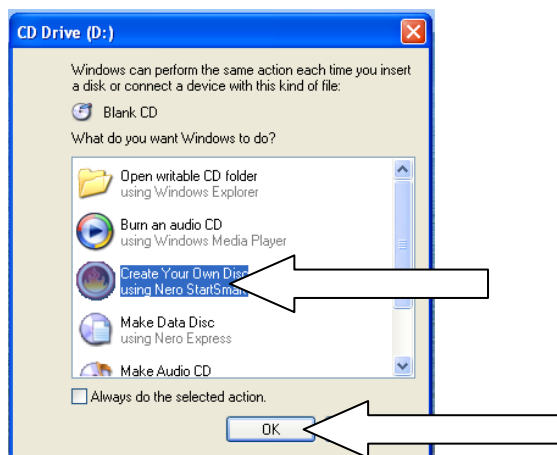 CD Drive (D:)
Windows can perform the same action each time you insert
a disk or connect a device with this kind of file:
Blank CD
What do you want Windows to do?
Open writable CD folder
using Windows Explorer
Burn an audio CD
using Windows Media Player
Create Your Own Disc
using Nero StartSmart
Make Data Disc
using Nero Express
Make Audio CD
Always do the selected action.
OK